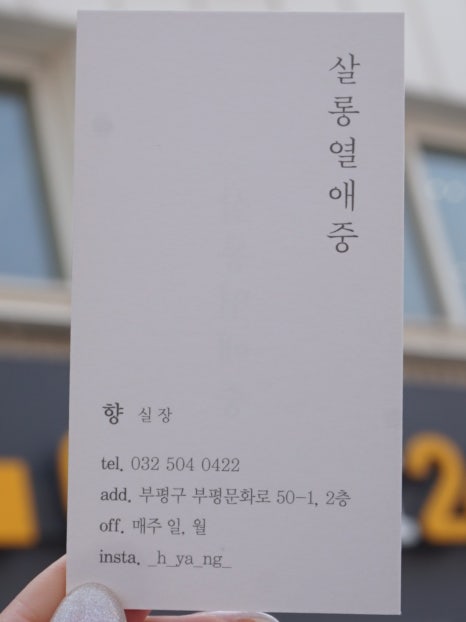 살롱열애중
향 실장
tel. 032 504 0422
add. 부평구 부평문화로 50-1, 2층
off. 매주 일, 월
insta. _h_ya_ng_
2